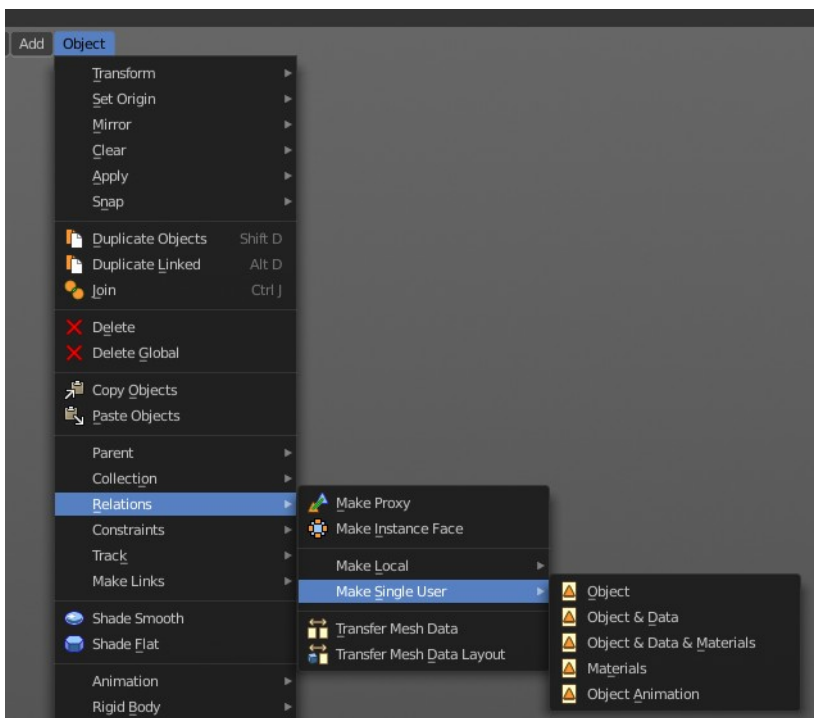 Add Object
Transform
Set Origin
Mirror
Clear
Apply
Snap
Duplicate Objects Shift D
Duplicate Linked Alt D
Join Ctrl J
Delete
Delete Global
Copy Objects
Paste Objects
Parent
Collection
Relations
Constraints
Track
Make Links
Shade Smooth
Shade Flat
Animation
Rigid Body
Make Proxy
Make Instance Face
Make Local
Make Single User
Transfer Mesh Data
Transfer Mesh Data Layout
Object
Object & Data
Object & Data & Materials
Materials
Object Animation